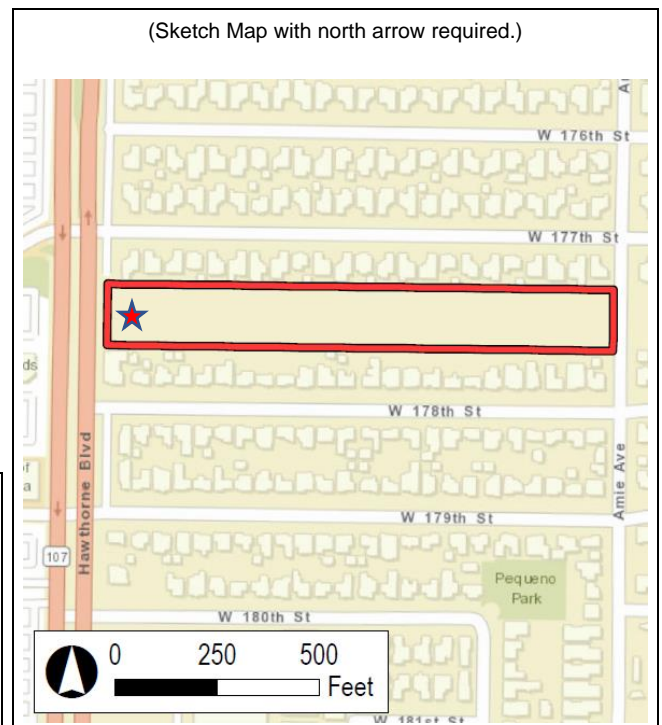 (Sketch Map with north arrow required.)
W 176th St
W 177th St
W 178th St
Hawthorne Blvd
Amie Ave
W 179th St
107
Pequeno
Park
W 180th St
0 250 500
Feet
W 181st St